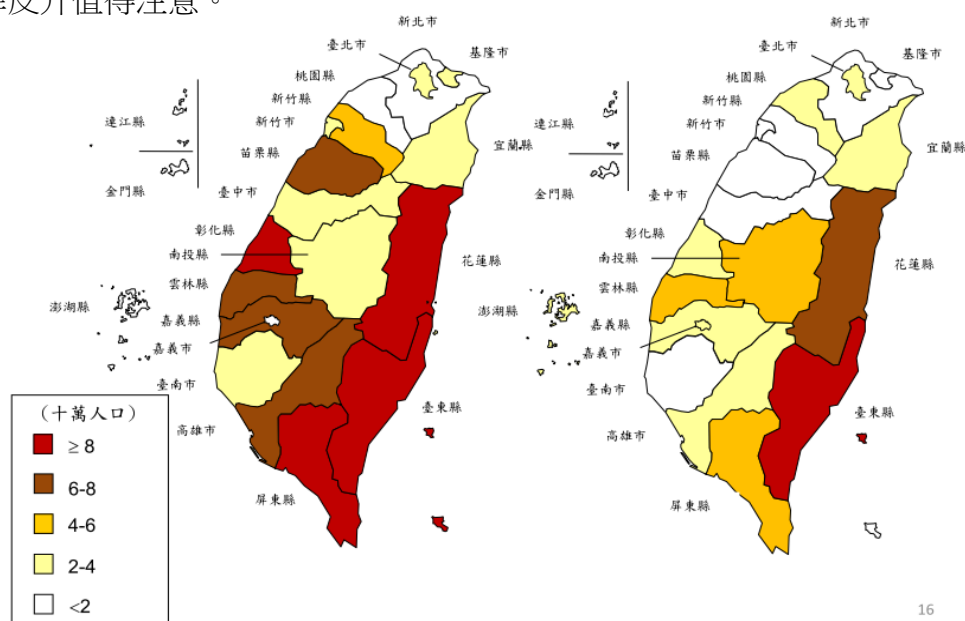 反升值得注意。
新北市
臺北市
基隆市
桃園縣
新竹縣
連江縣
新竹市
宜蘭縣
苗栗縣
金門縣
臺中市
彰化縣
南投縣
花蓮縣
雲林縣
澎湖縣
嘉義縣
嘉義市
臺南市
臺東縣
高雄市
屏東縣
(十萬人口)
≥ 8
6-8
4-6
2-4
<2
新北市
臺北市
基隆市
桃園縣
新竹縣
連江縣
新竹市
宜蘭縣
苗栗縣
金門縣
臺中市
彰化縣
南投縣
花蓮縣
雲林縣
澎湖縣
嘉義縣
嘉義市
臺南市
臺東縣
高雄市
屏東縣
16